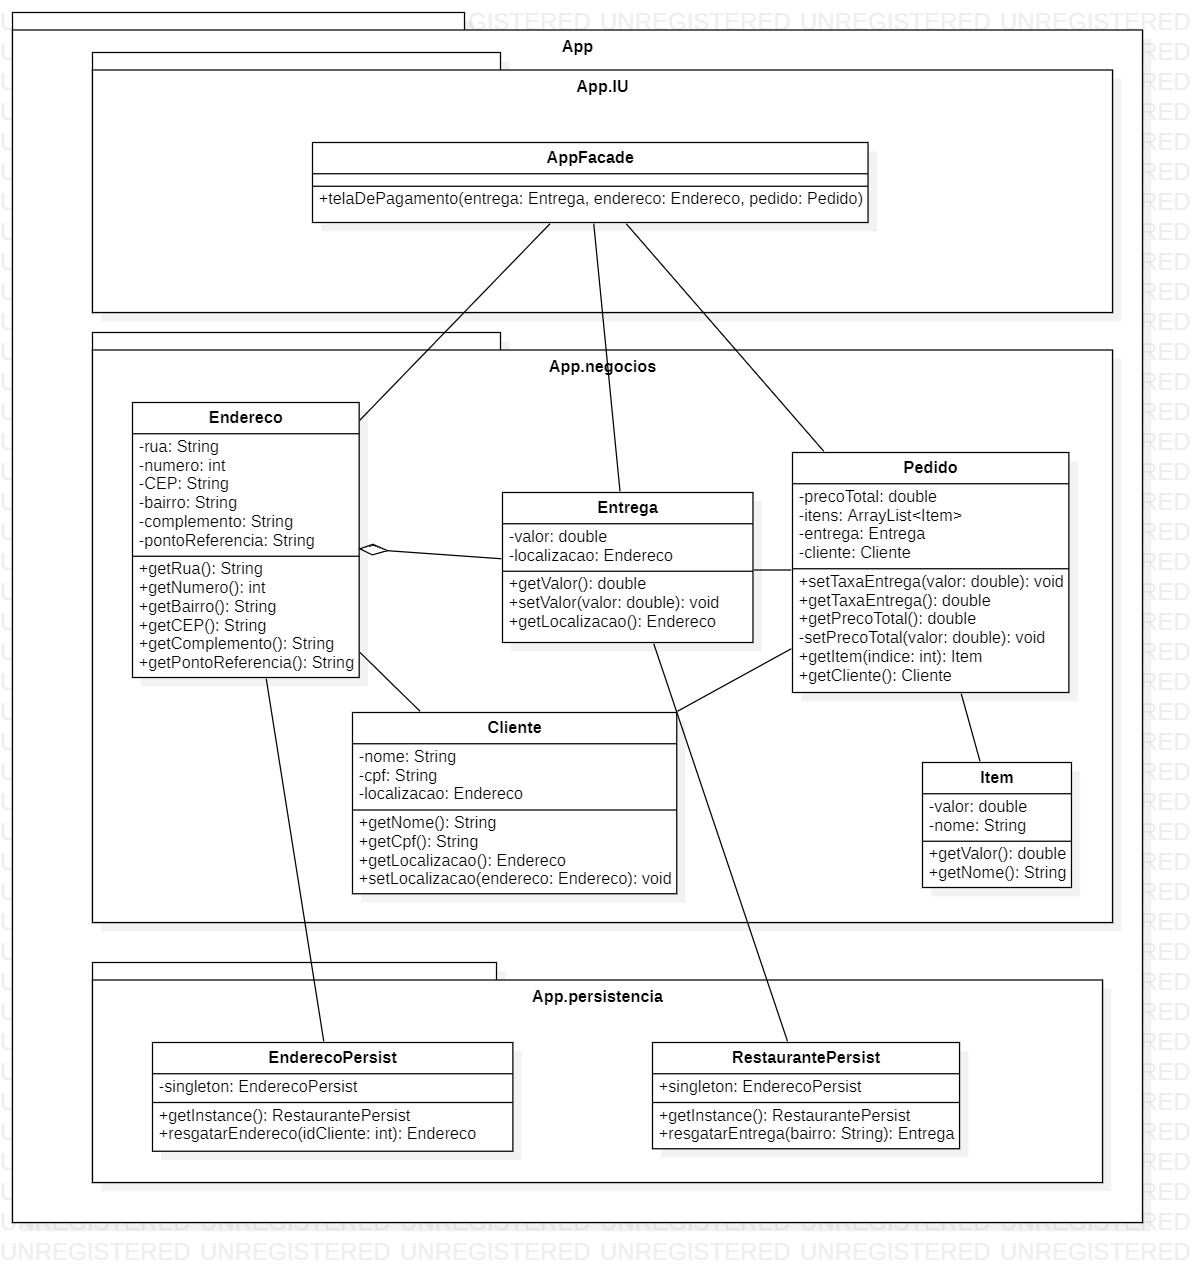 App
App.IU
AppFacade
+telaDePagamento(entrega: Entrega, endereco: Endereco, pedido: Pedido)
App.negocios
Endereco
-rua: String
-numero: int
-CEP: String
-bairro: String
-complemento: String
-pontoReferencia: String
+getRua(): String
+getNumero(): int
+getBairro(): String
+getCEP(): String
+getComplemento(): String
+getPontoReferencia(): String
Entrega
-valor: double
-localizacao: Endereco
+getValor(): double
+setValor(valor: double): void
+getLocalizacao(): Endereco
Pedido
-precoTotal: double
-itens: ArrayList<Item>
-entrega: Entrega
-cliente: Cliente
+setTaxaEntrega(valor: double): void
+getTaxaEntrega(): double
+getPrecoTotal(): double
-setPrecoTotal(valor: double): void
+getItem(indice: int): Item
+getCliente(): Cliente
Cliente
-nome: String
-cpf: String
-localizacao: Endereco
+getNome(): String
+getCpf(): String
+getLocalizacao(): Endereco
+setLocalizacao(endereco: Endereco): void
Item
-valor: double
-nome: String
+getValor(): double
+getNome(): String
App.persistencia
EnderecoPersist
-singleton: EnderecoPersist
+getInstance(): RestaurantePersist
+resgatarEndereco(idCliente: int): Endereco
RestaurantePersist
+singleton: EnderecoPersist
+getInstance(): RestaurantePersist
+resgatarEntrega(bairro: String): Entrega
UNREGISTERED UNREGISTERED UNREGISTERED UNREGISTERED UNREGISTERED UNREGISTERED